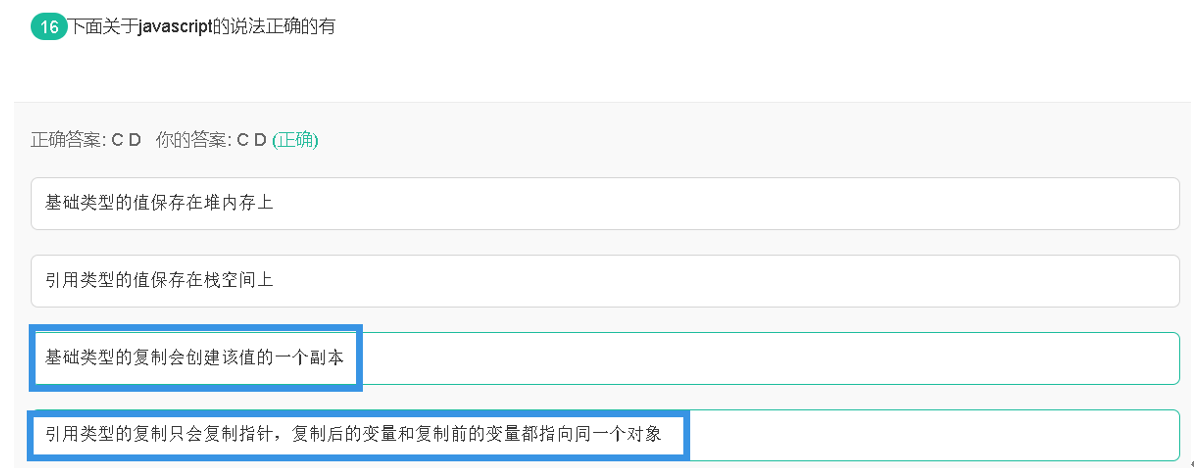 16 下面关于javascript的说法正确的有
正确答案: C D 你的答案: C D (正确)
基础类型的值保存在堆内存上
引用类型的值保存在栈空间上
基础类型的复制会创建该值的一个副本
引用类型的复制只会复制指针，复制后的变量和复制前的变量都指向同一个对象